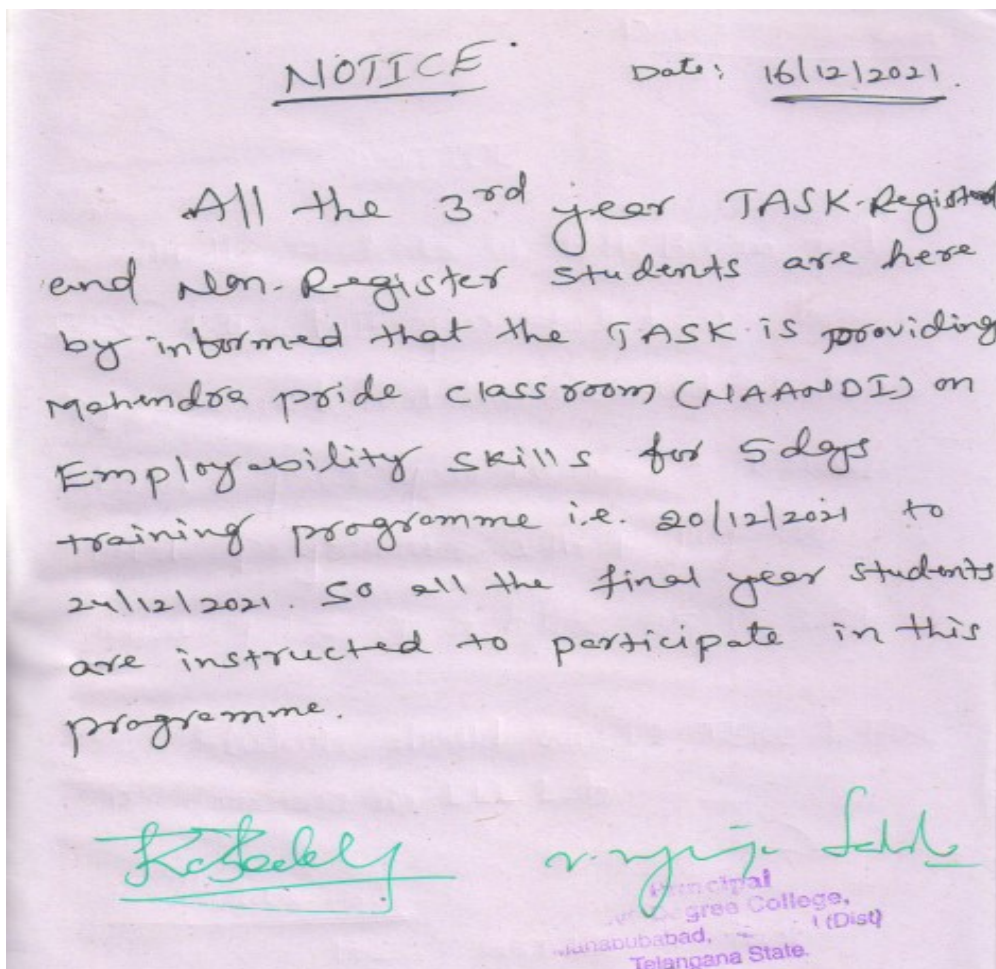 NOTICE
Date: 16/12/2021.
All the 3rd year TASK-Register
and Non-Register students are here
by informed that the TASK is providing
Mahendra pride classroom (NAANDI) on
Employability skills for 5 days
training programme i.e. 20/12/2021 to
24/12/2021. So all the final year students
are instructed to participate in this
programme.
Principal
Degree College,
(Dist)
Telangana State.